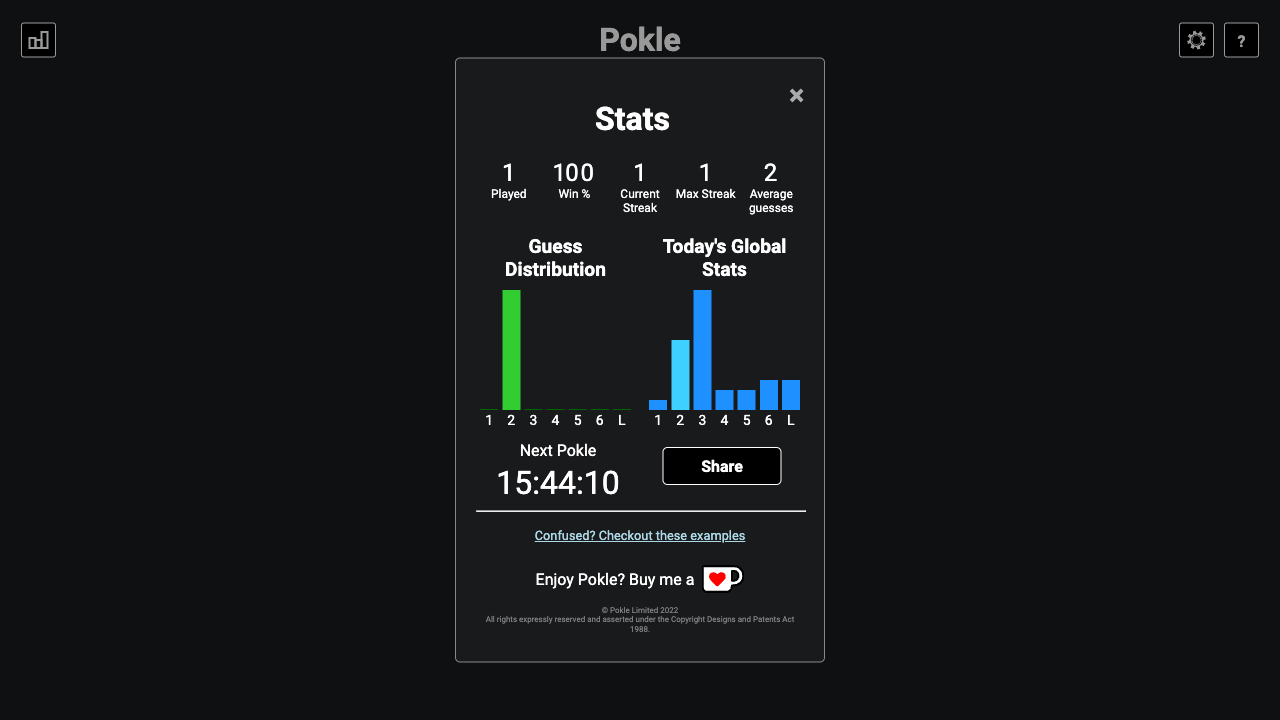 Pokle
?
Stats
1
Played
100
Win %
1
Current
Streak
1
Max Streak
2
Average
guesses
Guess
Distribution
1 2 3 4 5 6 L
Today's Global
Stats
1 2 3 4 5 6 L
Next Pokle
15:44:10
Share
Confused? Checkout these examples
Enjoy Pokle? Buy me a
© Pokle Limited 2022
All rights expressly reserved and asserted under the Copyright Designs and Patents Act
1988.